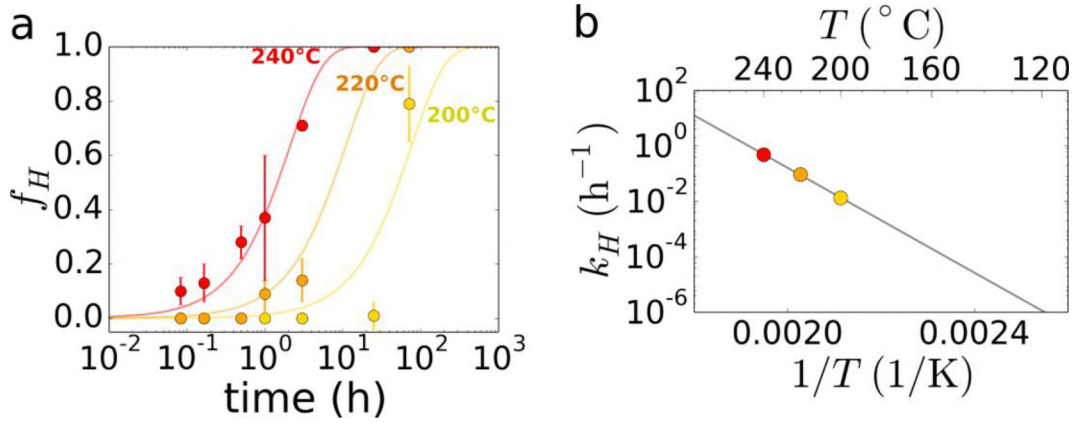 a
1.0
0.8
0.6
0.4
0.2
0.0
f_H
240°C
220°C
200°C
10^-2 10^-1 10^0 10^1 10^2 10^3
time (h)
b
T (°C)
240 200 160 120
10^2
10^0
10^-2
10^-4
10^-6
k_H (h^-1)
0.0020 0.0024
1/T (1/K)